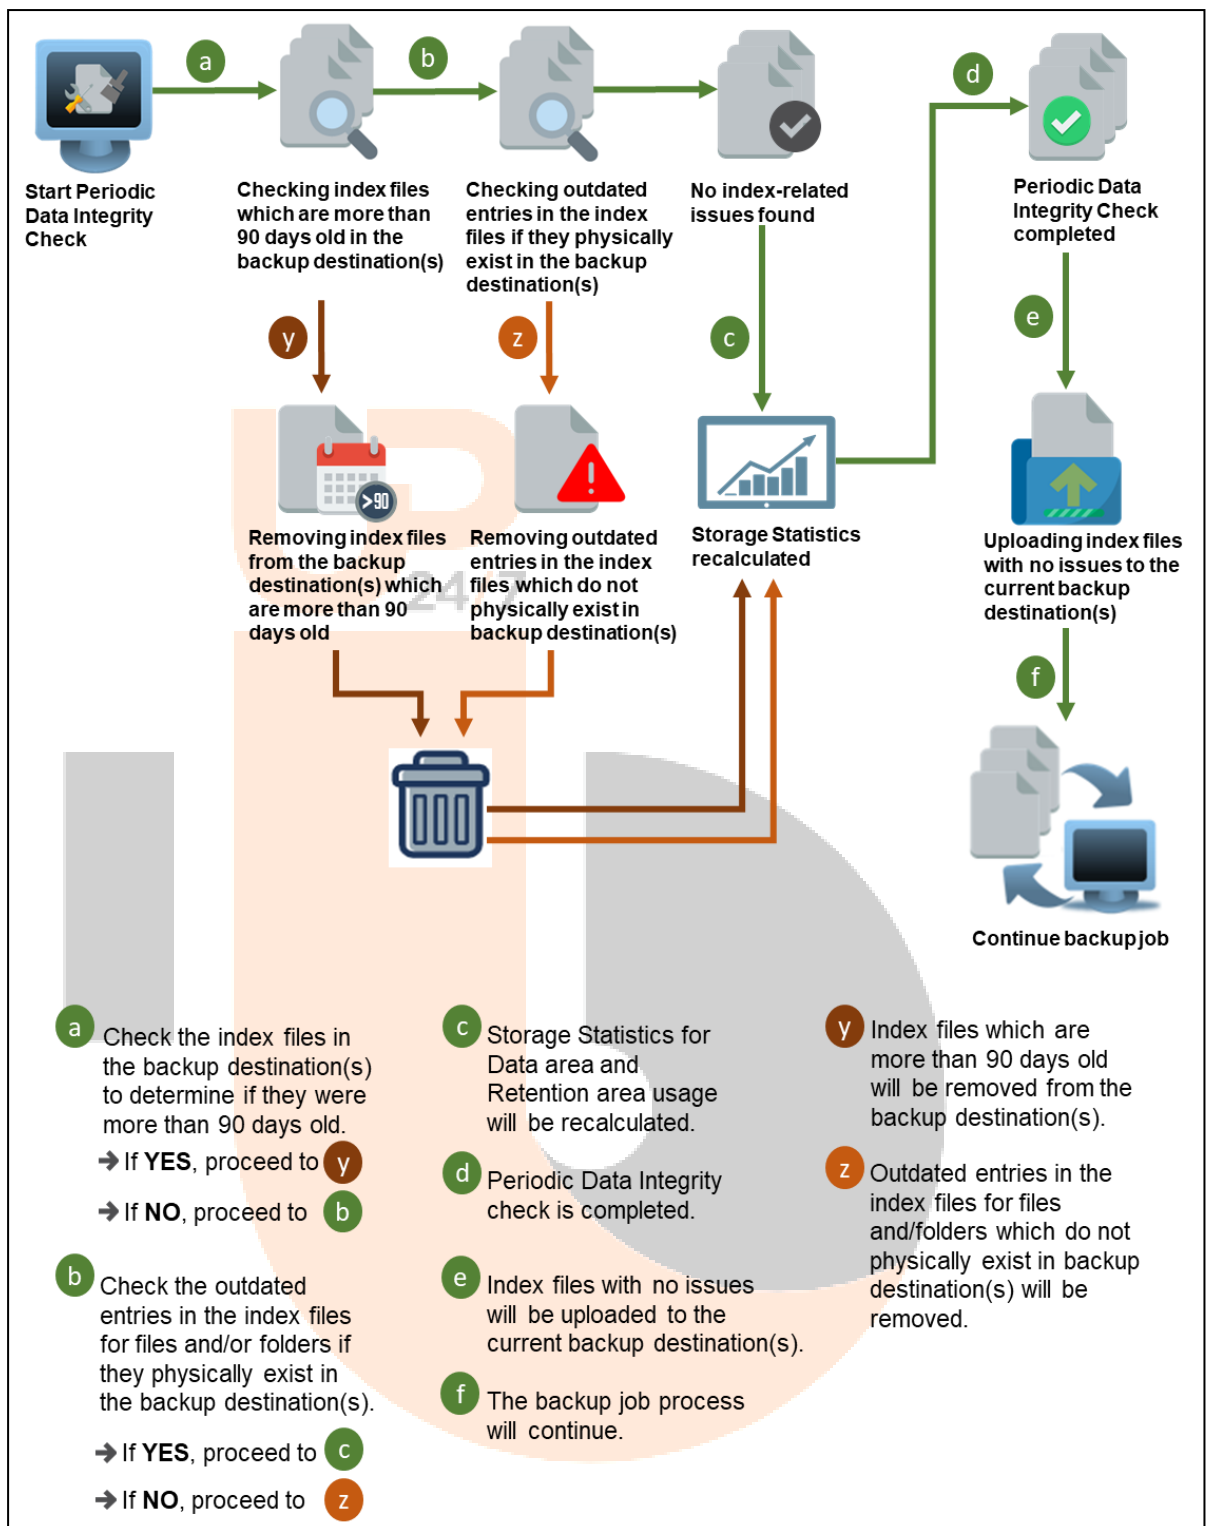 a
b
d
Start Periodic
Data Integrity
Check
Checking index files
which are more than
90 days old in the
backup destination(s)
Checking outdated
entries in the index
files if they physically
exist in the backup
destination(s)
No index-related
issues found
Periodic Data
Integrity Check
completed
y
z
c
e
>90
Removing index files
from the backup
destination(s) which
are more than 90
days old
Removing outdated
entries in the index
files which do not
physically exist in
backup destination(s)
Storage Statistics
recalculated
Uploading index files
with no issues to the
current backup
destination(s)
24/7
f
Continue backup job
a Check the index files in
the backup destination(s)
to determine if they were
more than 90 days old.
➔ If YES, proceed to y
➔ If NO, proceed to b
b Check the outdated
entries in the index files
for files and/or folders if
they physically exist in
the backup destination(s).
➔ If YES, proceed to c
➔ If NO, proceed to z
c Storage Statistics for
Data area and
Retention area usage
will be recalculated.
d Periodic Data Integrity
check is completed.
e Index files with no issues
will be uploaded to the
current backup destination(s).
f The backup job process
will continue.
y Index files which are
more than 90 days old
will be removed from the
backup destination(s).
z Outdated entries in the
index files for files
and/folders which do not
physically exist in backup
destination(s) will be
removed.